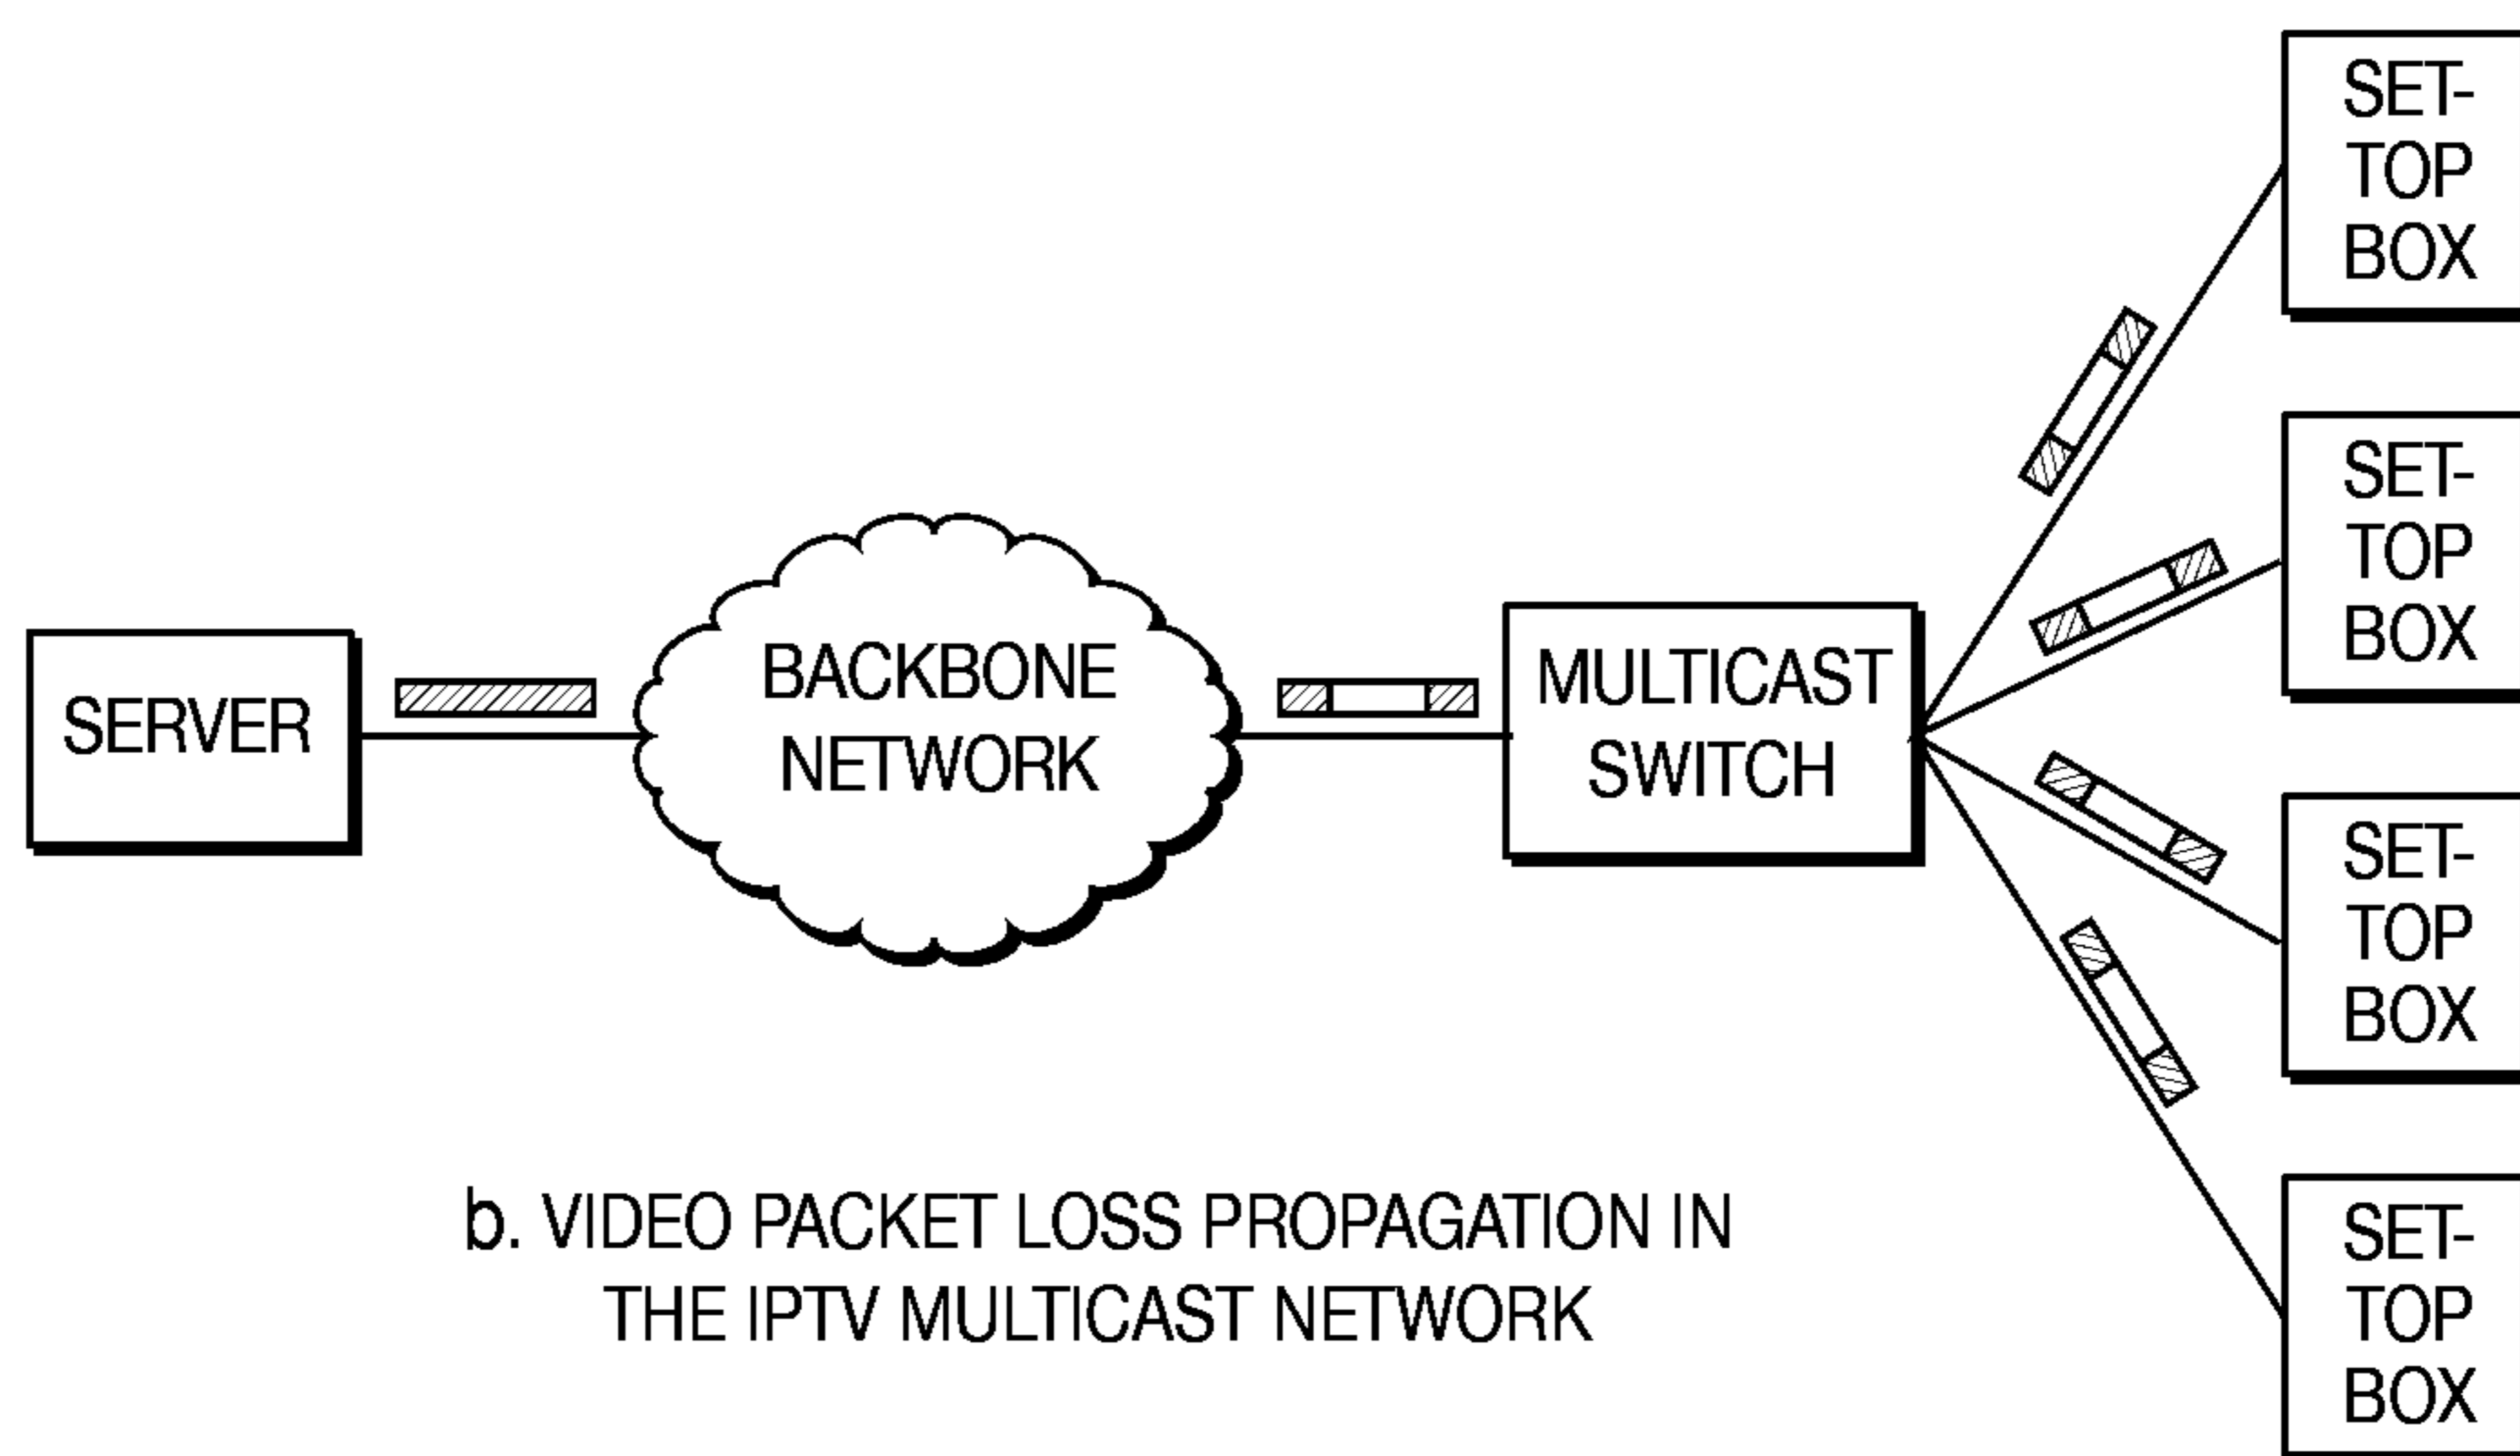 SERVER
BACKBONE
NETWORK
MULTICAST
SWITCH
SET-
TOP
BOX
SET-
TOP
BOX
SET-
TOP
BOX
SET-
TOP
BOX
b. VIDEO PACKET LOSS PROPAGATION IN
THE IPTV MULTICAST NETWORK